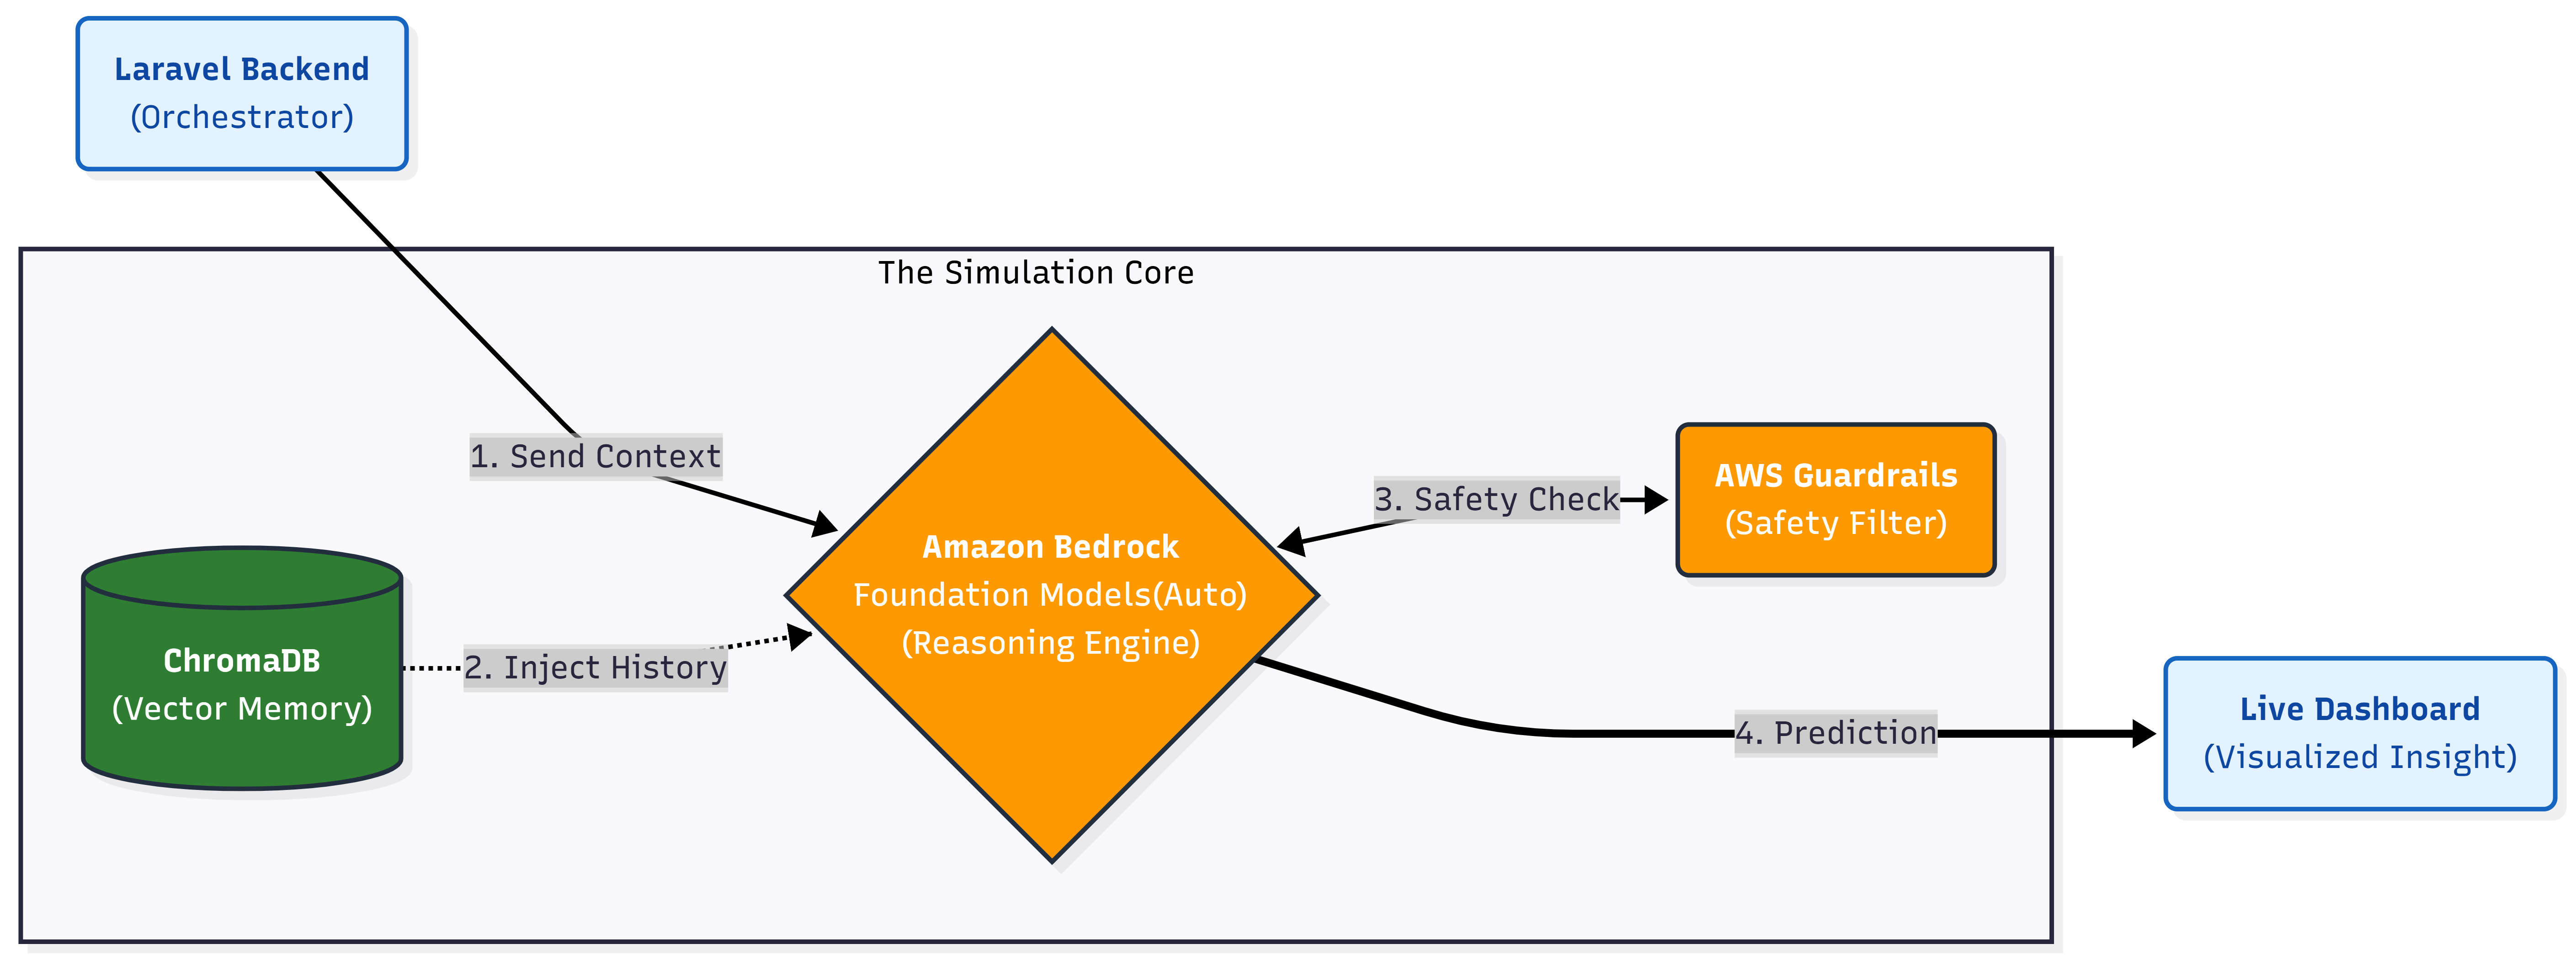 Laravel Backend
(Orchestrator)
The Simulation Core
1. Send Context
ChromaDB
(Vector Memory)
2. Inject History
Amazon Bedrock
Foundation Models(Auto)
(Reasoning Engine)
3. Safety Check
AWS Guardrails
(Safety Filter)
4. Prediction
Live Dashboard
(Visualized Insight)